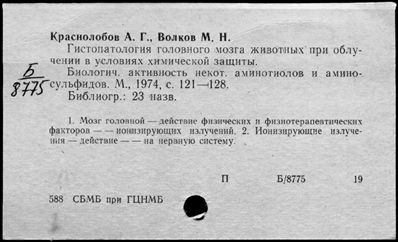 Краснолобов А. Г., Волков М. Н.
Гистопатология головного мозга животных при облу-
чении в условиях химической защиты.
Б
8775
Биологич. активность некот. аминотиолов и амино-
сульфидов. М., 1974, с. 121—128.
Библиогр.: 23 назв.
1. Мозг головной — действие физических и физиотерапевтических
факторов — — ионизирующих излучений. 2. Ионизирующие излуче-
ния — действие — — на нервную систему.
П Б/8775 19
588 СБМБ при ГЦНМБ